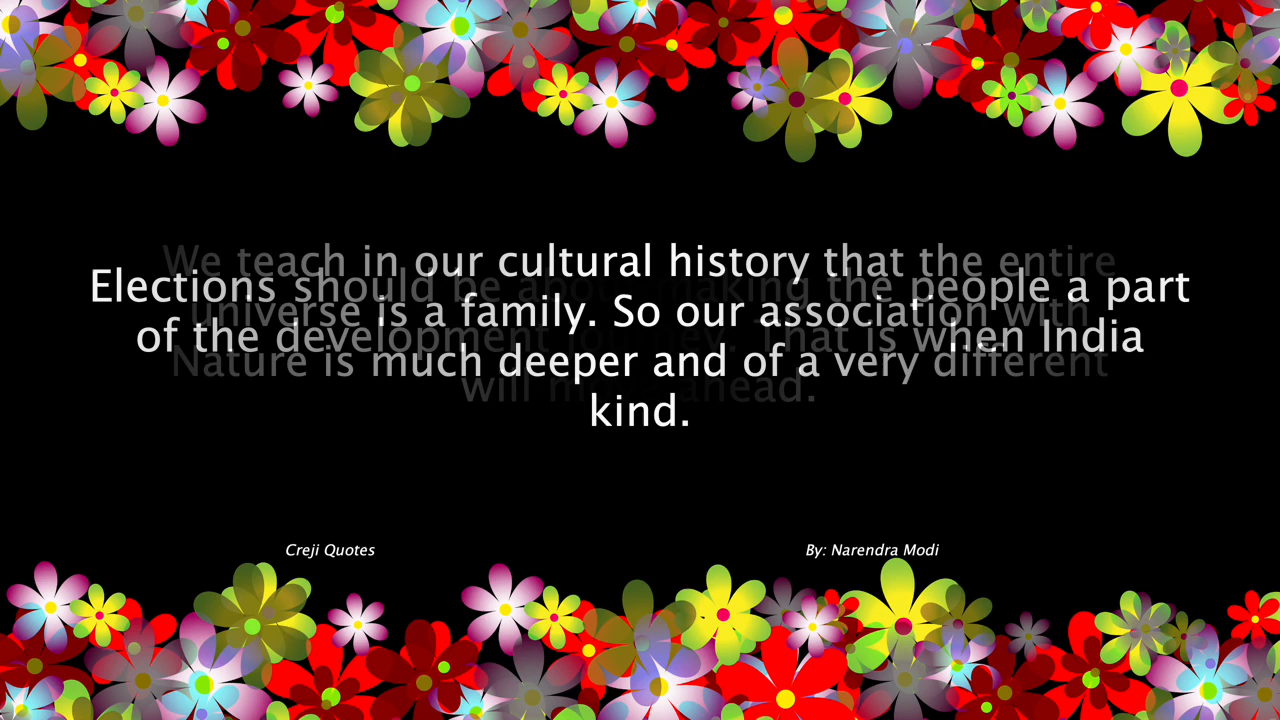 We teach in our cultural history that the entire
Elections should be about making the people a part
universe is a family. So our association with
of the development journey. That is when India
Nature is much deeper and of a very different
will move ahead.
kind.
Creji Quotes
By: Narendra Modi